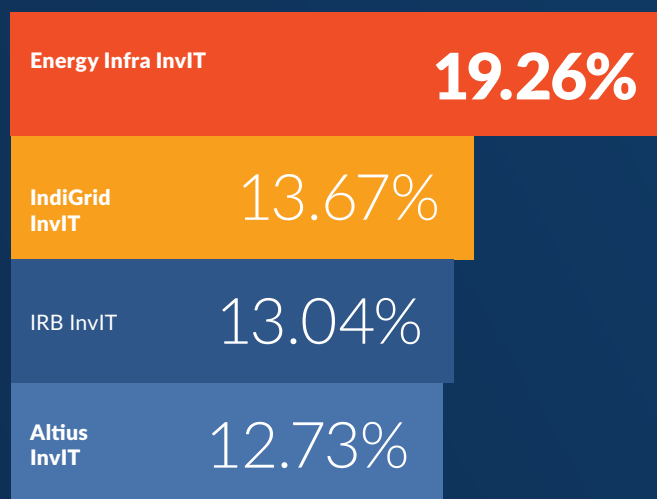 Energy Infra InvIT
19.26%
IndiGrid
InvIT
13.67%
IRB InvIT
13.04%
Altius
InvIT
12.73%